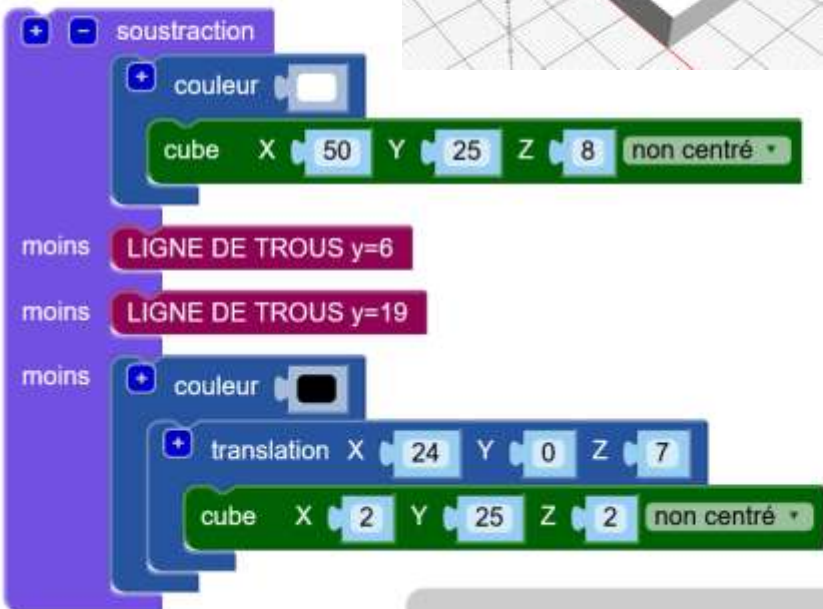 + - soustraction
+ couleur
cube X 50 Y 25 Z 8 non centré
moins LIGNE DE TROUS y=6
moins LIGNE DE TROUS y=19
moins + couleur
+ translation X 24 Y 0 Z 7
cube X 2 Y 25 Z 2 non centré